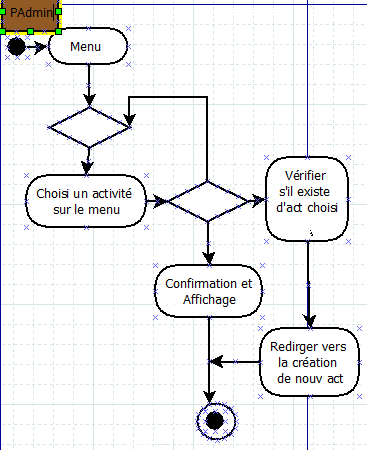 PAdmin
Menu
Choisi un activité
sur le menu
Vérifier
s'il existe
d'act choisi
Confirmation et
Affichage
Redirger vers
la création
de nouv act